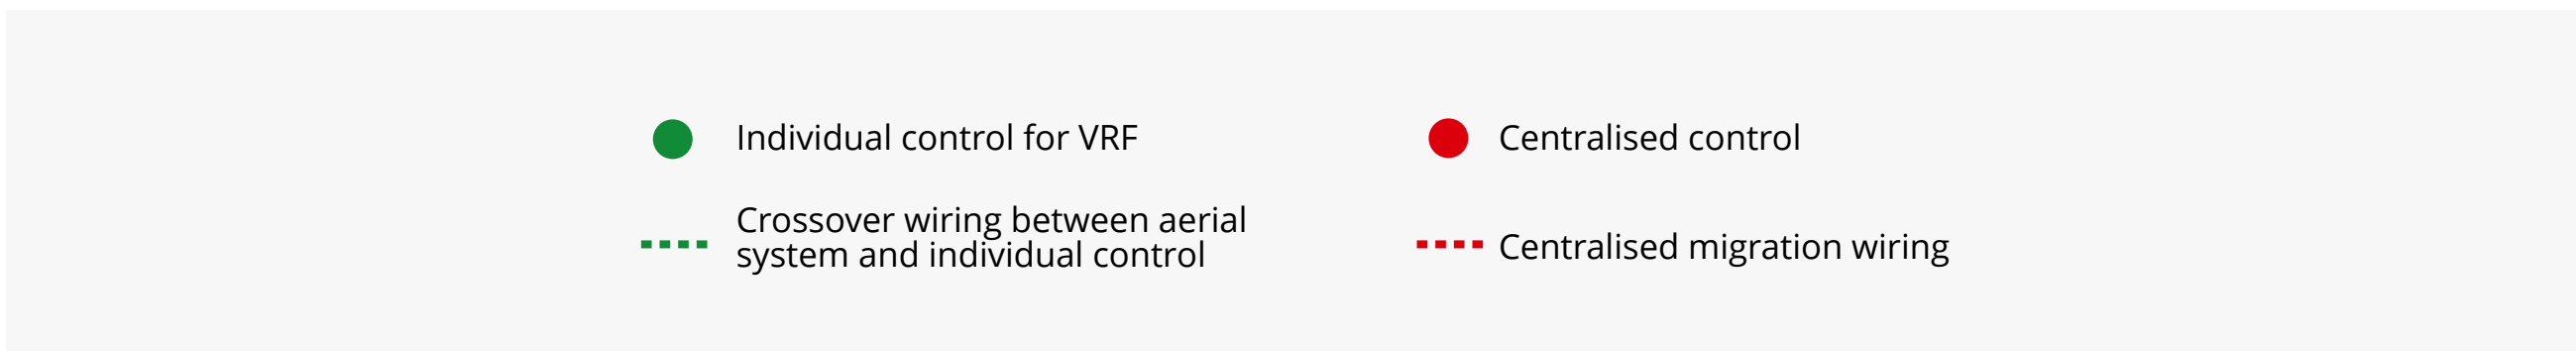 Individual control for VRF
Crossover wiring between aerial
system and individual control
Centralised control
Centralised migration wiring